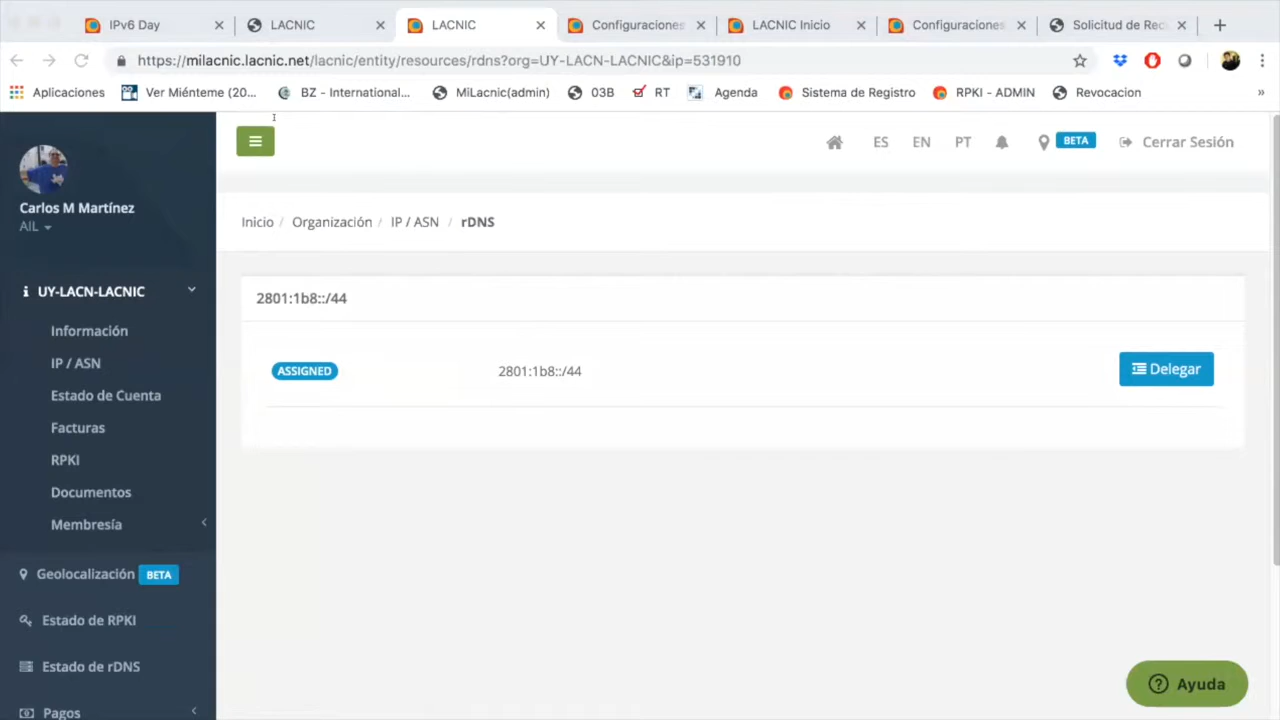 IPv6 Day
LACNIC
LACNIC
Configuraciones
LACNIC Inicio
Configuraciones
Solicitud de Rec
https://milacnic.lacnic.net/lacnic/entity/resources/rdns?org=UY-LACN-LACNIC&ip=531910
Aplicaciones
Ver Miénteme (20...
BZ - International...
MiLacnic(admin)
03B
RT
Agenda
Sistema de Registro
RPKI - ADMIN
Revocacion
»
ES
EN
PT
BETA
Cerrar Sesión
Carlos M Martínez
AIL
Inicio / Organización / IP / ASN / rDNS
UY-LACN-LACNIC
Información
IP / ASN
Estado de Cuenta
Facturas
RPKI
Documentos
Membresía
Geolocalización BETA
Estado de RPKI
Estado de rDNS
Pagos
2801:1b8::/44
ASSIGNED
2801:1b8::/44
Delegar
Ayuda